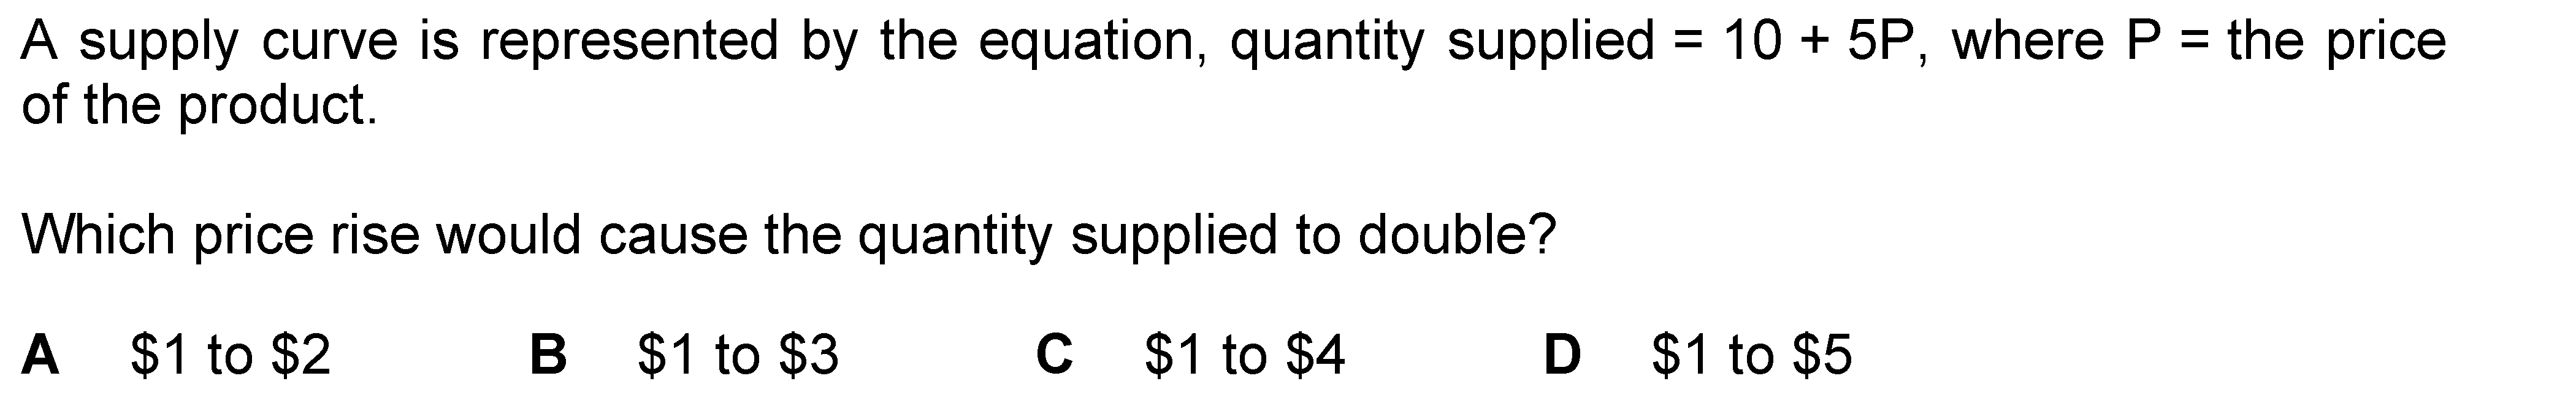 A supply curve is represented by the equation, quantity supplied = 10 + 5P, where P = the price
of the product.
Which price rise would cause the quantity supplied to double?
A $1 to $2 B $1 to $3 C $1 to $4 D $1 to $5